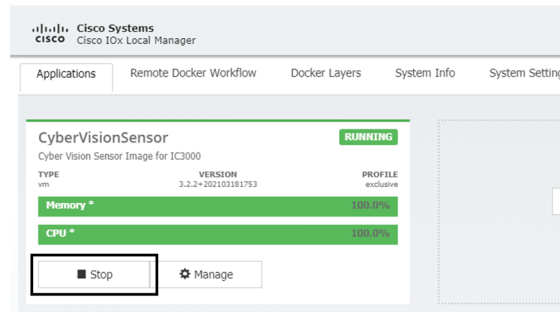 Cisco Systems
CISCO Cisco IOx Local Manager
Applications Remote Docker Workflow Docker Layers System Info System Setting
CyberVisionSensor RUNNING
Cyber Vision Sensor Image for IC3000
TYPE VERSION PROFILE
vm 3.2.2+202103181753 exclusive
Memory * 100.0%
CPU * 100.0%
Stop Manage